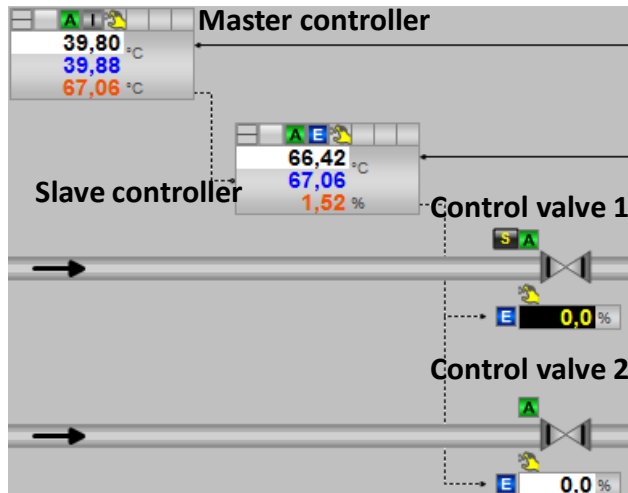 A I
Master controller
39,80 °C
39,88
67,06 °C
A E
66,42 °C
67,06
1,52 %
Slave controller
Control valve 1
S A
E 0,0 %
Control valve 2
A
E 0,0 %